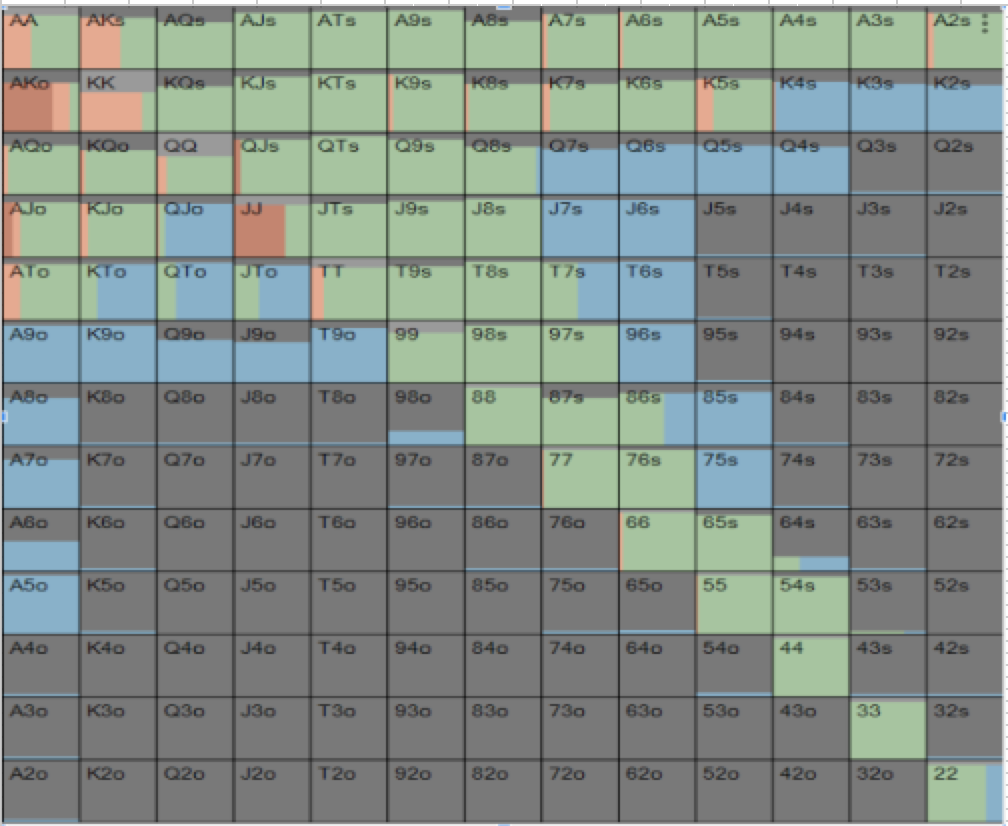 AA AKs AQs AJs ATs A9s A8s A7s A6s A5s A4s A3s A2s
AKo KK KQs KJs KTs K9s K8s K7s K6s K5s K4s K3s K2s
AQo KQo QQ QJs QTs Q9s Q8s Q7s Q6s Q5s Q4s Q3s Q2s
AJo KJo QJo JJ JTs J9s J8s J7s J6s J5s J4s J3s J2s
ATo KTo QTo JTo TT T9s T8s T7s T6s T5s T4s T3s T2s
A9o K9o Q9o J9o T9o 99 98s 97s 96s 95s 94s 93s 92s
A8o K8o Q8o J8o T8o 98o 88 87s 86s 85s 84s 83s 82s
A7o K7o Q7o J7o T7o 97o 87o 77 76s 75s 74s 73s 72s
A6o K6o Q6o J6o T6o 96o 86o 76o 66 65s 64s 63s 62s
A5o K5o Q5o J5o T5o 95o 85o 75o 65o 55 54s 53s 52s
A4o K4o Q4o J4o T4o 94o 84o 74o 64o 54o 44 43s 42s
A3o K3o Q3o J3o T3o 93o 83o 73o 63o 53o 43o 33 32s
A2o K2o Q2o J2o T2o 92o 82o 72o 62o 52o 42o 32o 22